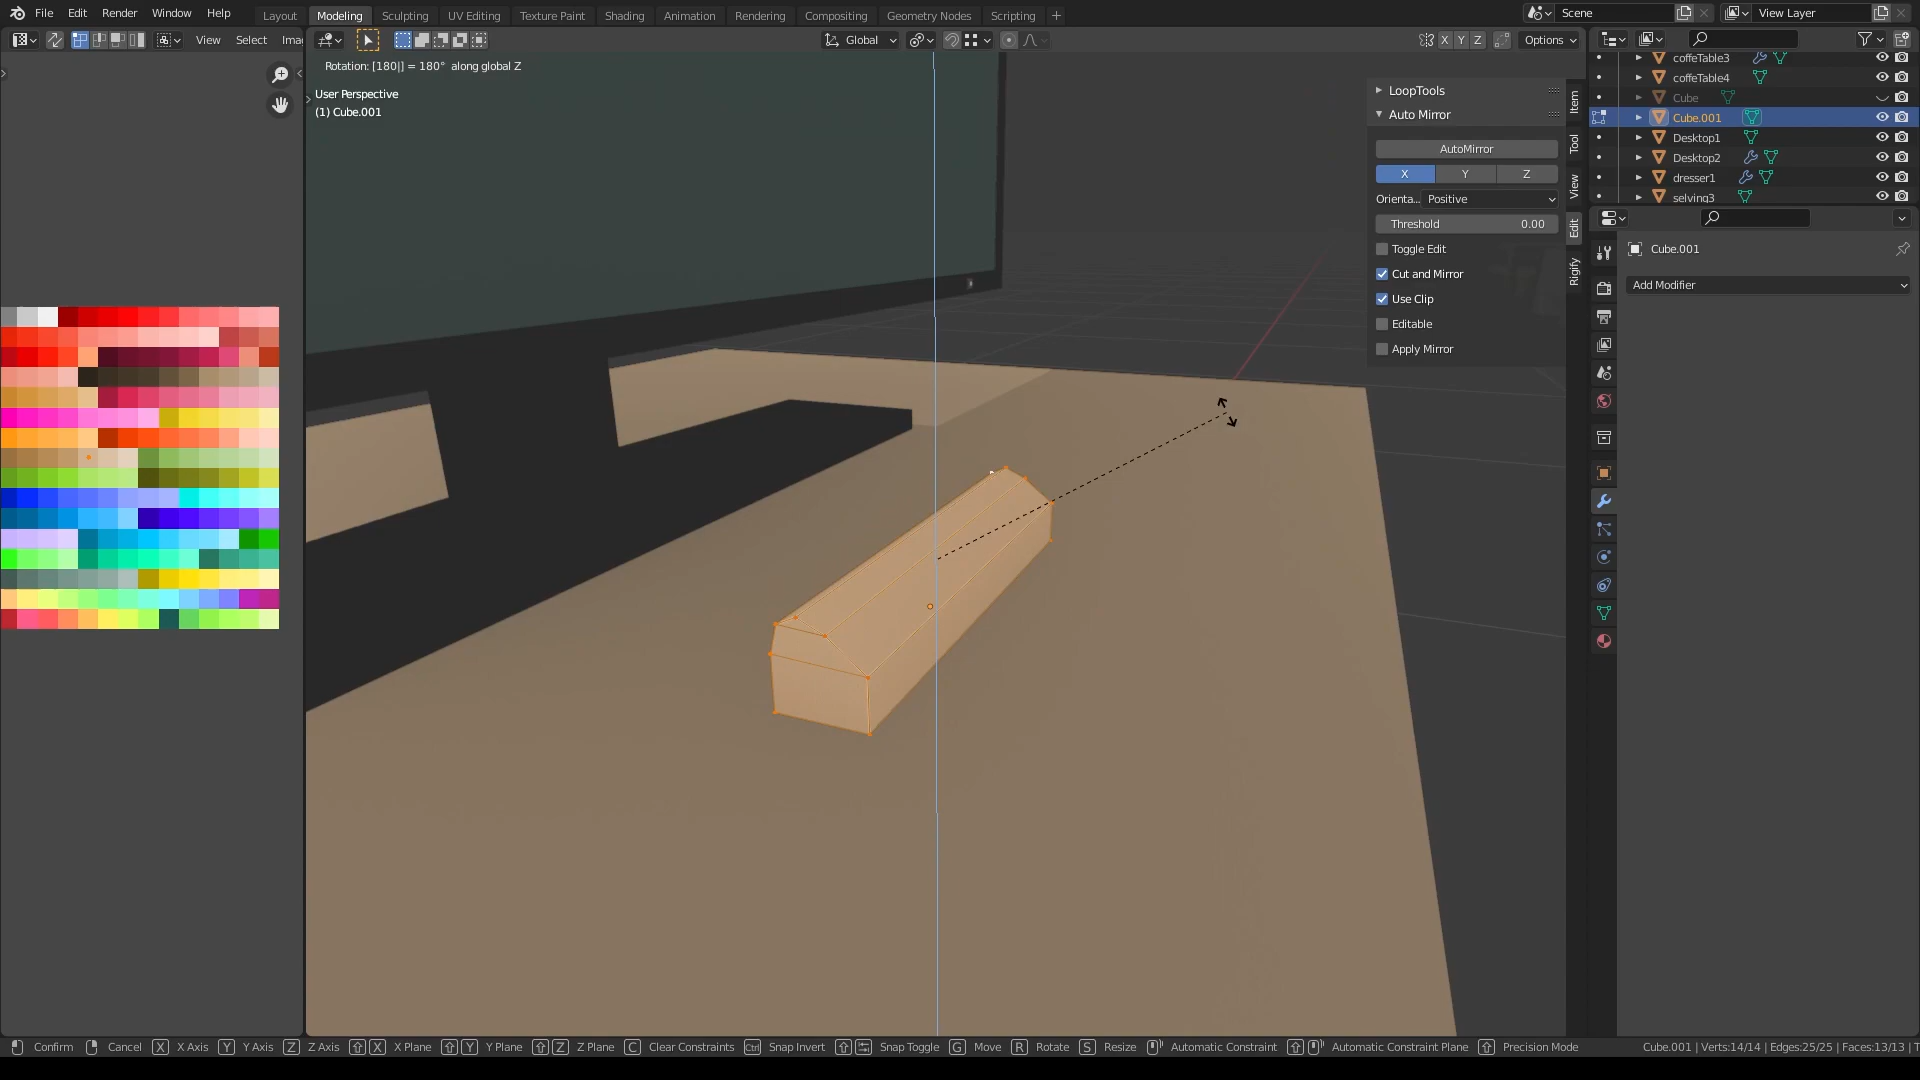 File Edit Render Window Help
Layout Modeling Sculpting UV Editing Texture Paint Shading Animation Rendering Compositing Geometry Nodes Scripting +
Scene
View Layer
View Select Ima
Global
X Y Z
Options
Rotation: [180|] = 180° along global Z
User Perspective
(1) Cube.001
LoopTools
Auto Mirror
AutoMirror
X Y Z
Orienta... Positive
Threshold 0.00
Toggle Edit
Cut and Mirror
Use Clip
Editable
Apply Mirror
Item
Tool
View
Edit
Rigify
coffeTable3
coffeTable4
Cube
Cube.001
Desktop1
Desktop2
dresser1
selving3
Cube.001
Add Modifier
Confirm Cancel X X Axis Y Y Axis Z Z Axis X X Plane Y Y Plane Z Z Plane C Clear Constraints Ctrl Snap Invert Snap Toggle G Move R Rotate S Resize Automatic Constraint Automatic Constraint Plane Precision Mode
Cube.001 | Verts:14/14 | Edges:25/25 | Faces:13/13 | T